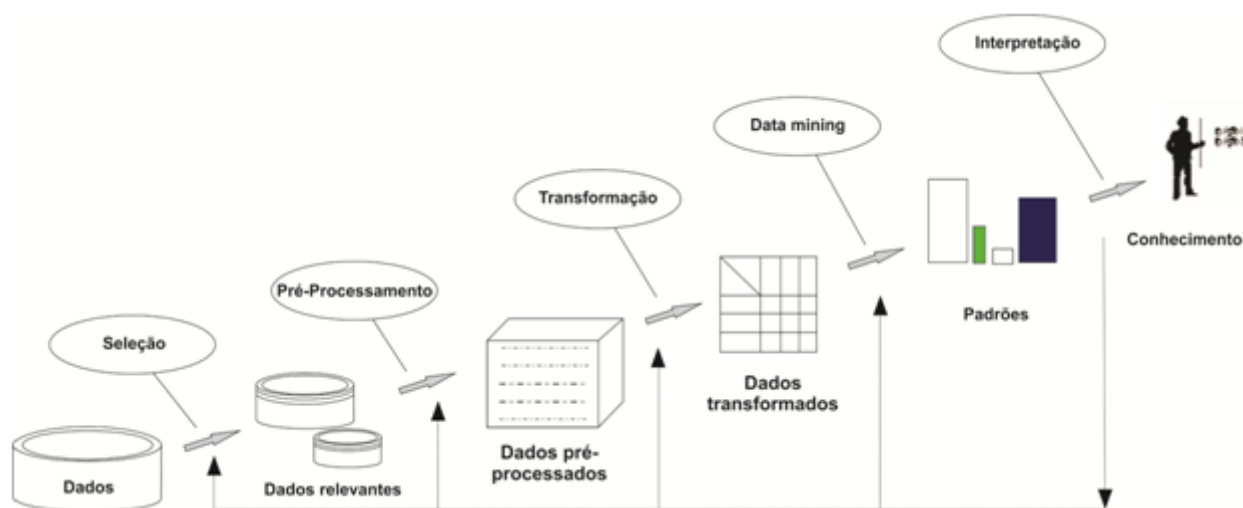 Interpretação
Data mining
Transformação
Conhecimento
Pré-Processamento
Padrões
Seleção
Dados
transformados
Dados pré-
processados
Dados
Dados relevantes